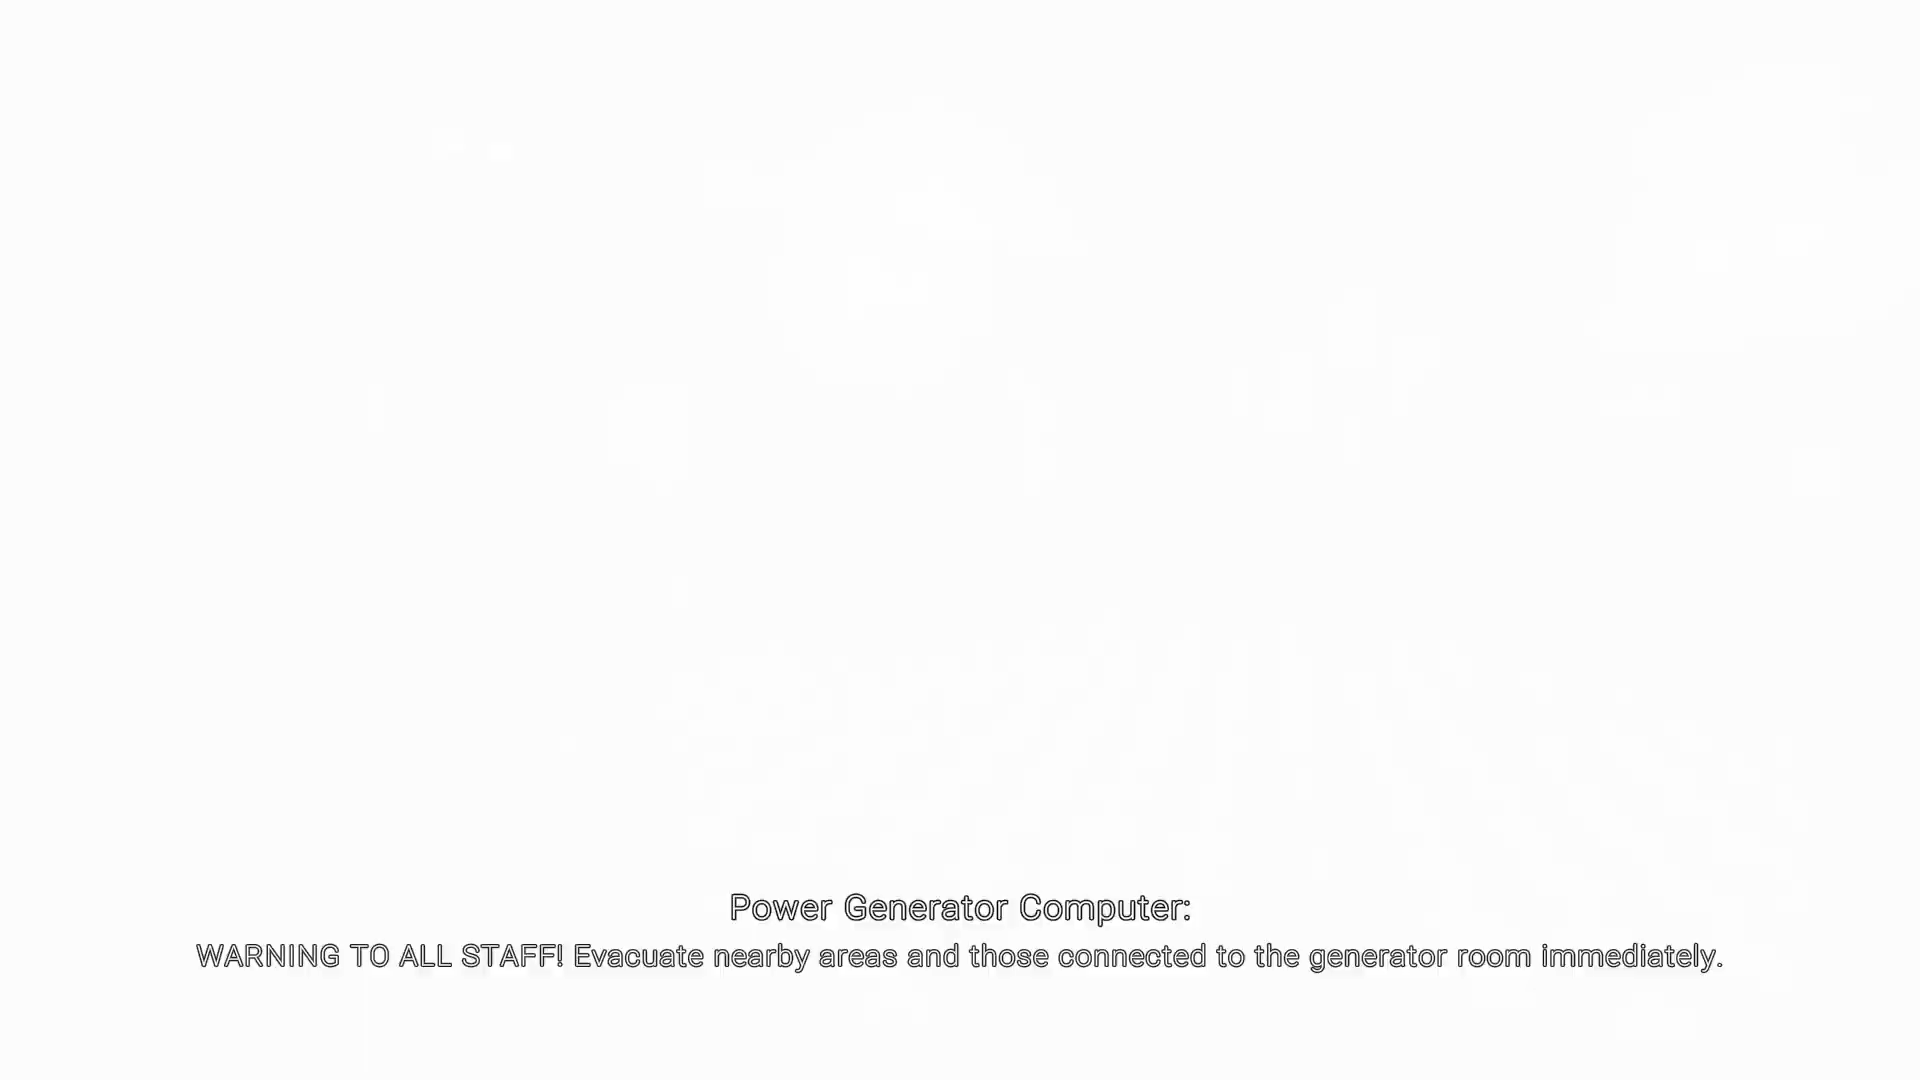 Power Generator Computer:
WARNING TO ALL STAFF! Evacuate nearby areas and those connected to the generator room immediately.